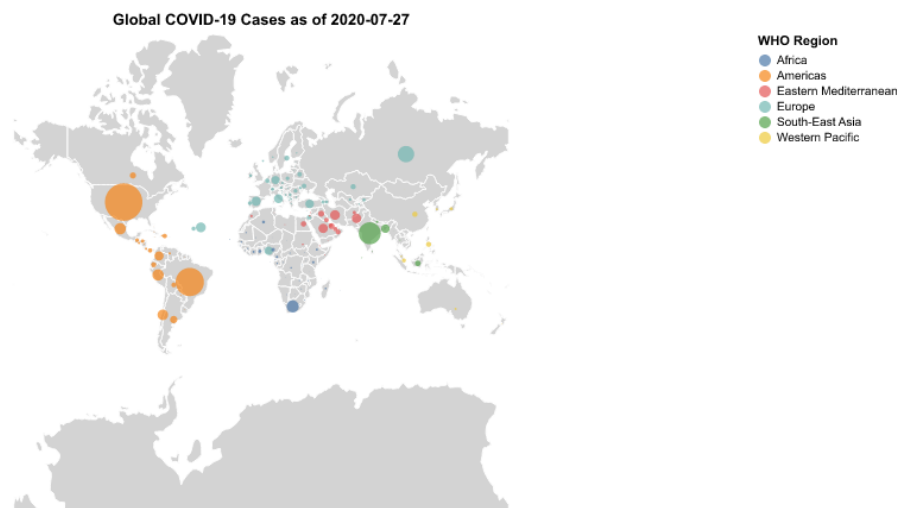 Global COVID-19 Cases as of 2020-07-27
WHO Region
Africa
Americas
Eastern Mediterranean
Europe
South-East Asia
Western Pacific